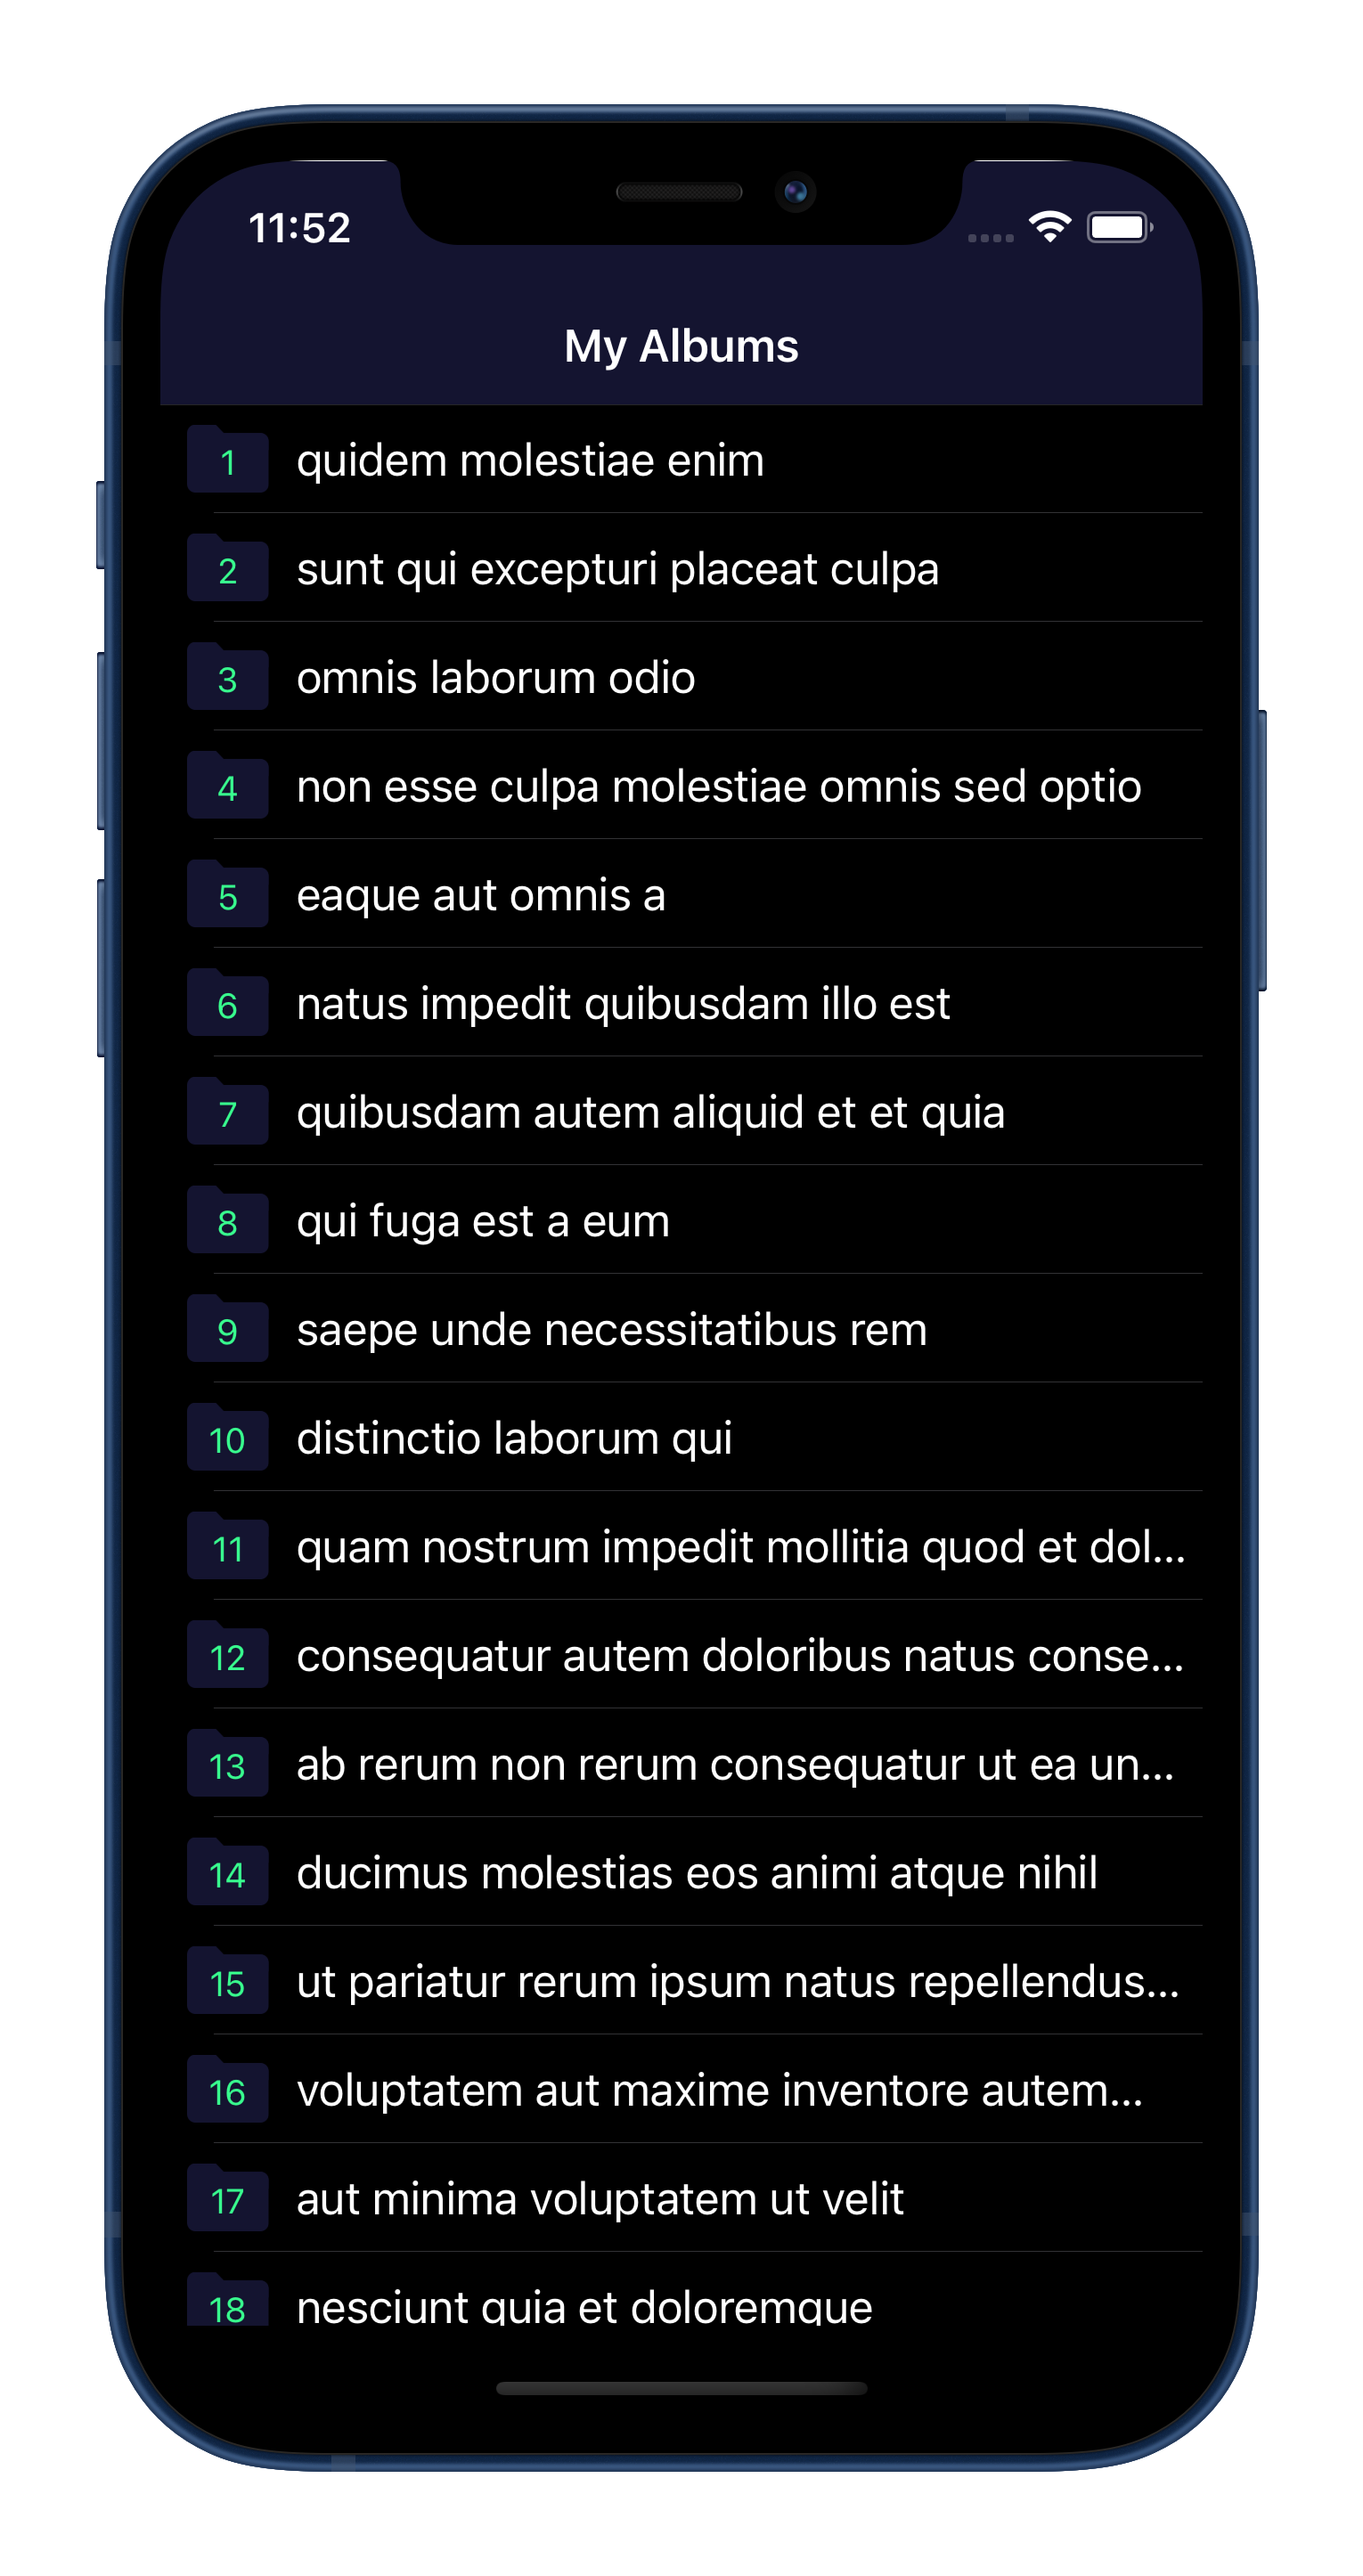 11:52
My Albums
1 quidem molestiae enim
2 sunt qui excepturi placeat culpa
3 omnis laborum odio
4 non esse culpa molestiae omnis sed optio
5 eaque aut omnis a
6 natus impedit quibusdam illo est
7 quibusdam autem aliquid et et quia
8 qui fuga est a eum
9 saepe unde necessitatibus rem
10 distinctio laborum qui
11 quam nostrum impedit mollitia quod et dol...
12 consequatur autem doloribus natus conse...
13 ab rerum non rerum consequatur ut ea un...
14 ducimus molestias eos animi atque nihil
15 ut pariatur rerum ipsum natus repellendus...
16 voluptatem aut maxime inventore autem...
17 aut minima voluptatem ut velit
18 nesciunt quia et doloremque